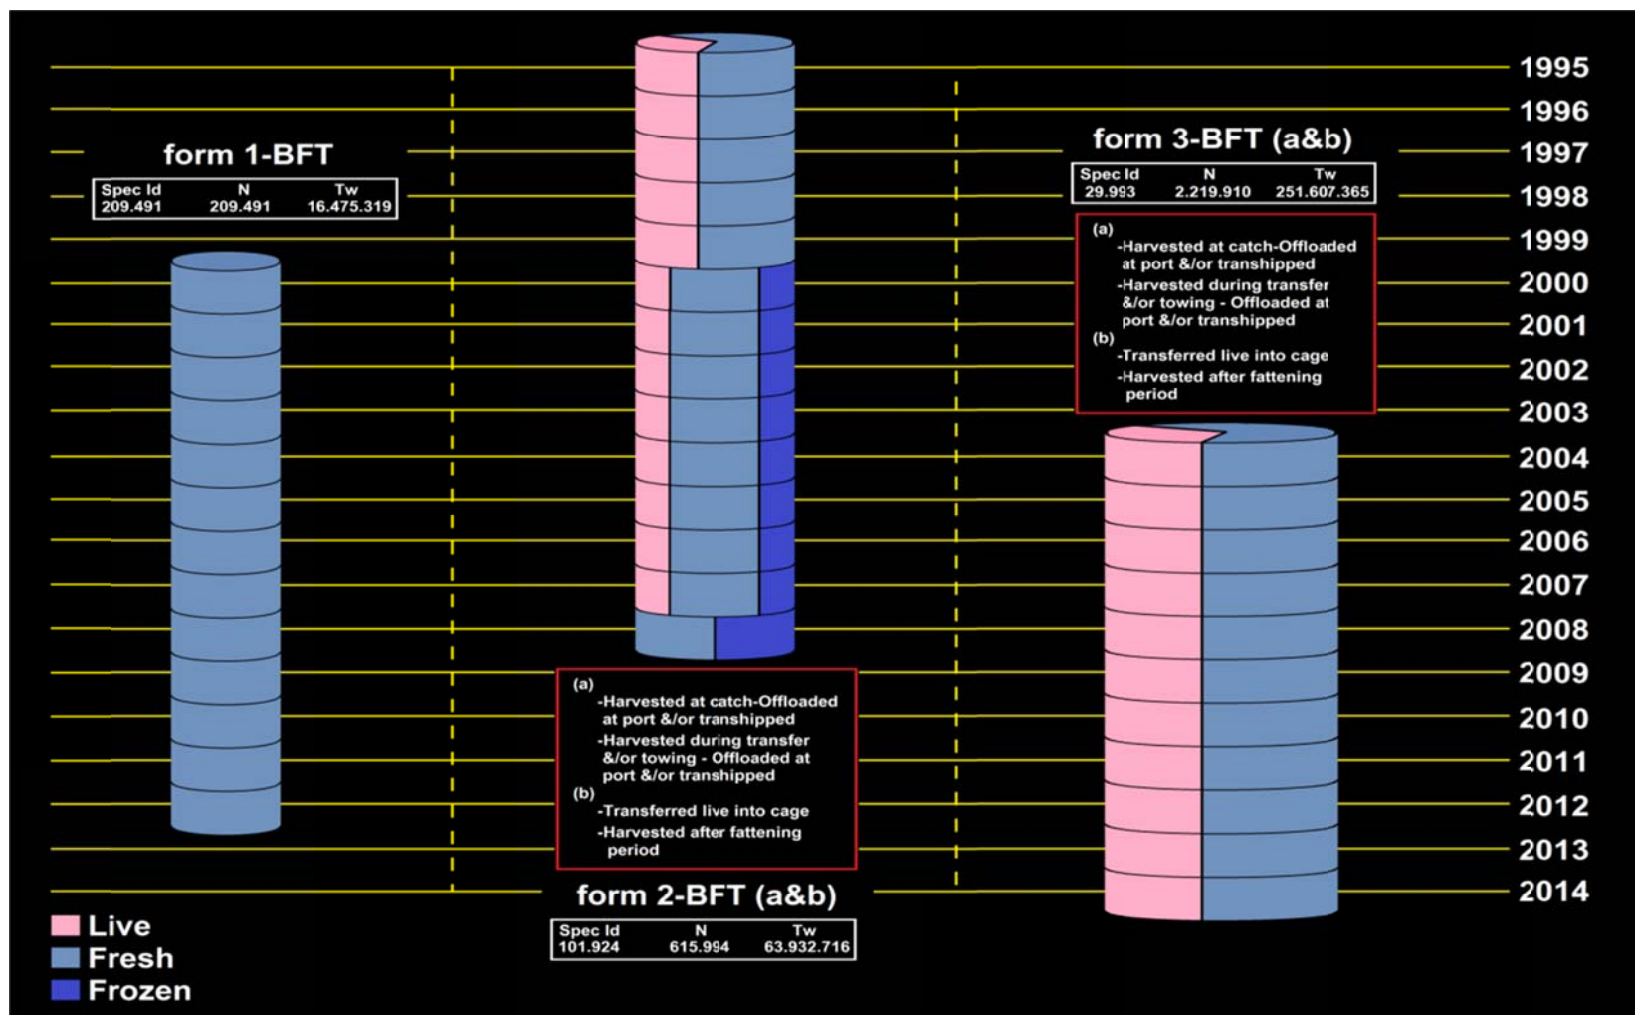 form 1-BFT
Spec Id N Tw
209.491 209.491 16.475.319
(a)
-Harvested at catch-Offloaded
at port &/or transhipped
-Harvested during transfer
&/or towing - Offloaded at
port &/or transhipped
(b)
-Transferred live into cage
-Harvested after fattening
period
form 2-BFT (a&b)
Spec Id N Tw
101.924 615.994 63.932.716
form 3-BFT (a&b)
Spec Id N Tw
29.993 2.219.910 251.607.365
(a)
-Harvested at catch-Offloaded
at port &/or transhipped
-Harvested during transfer
&/or towing - Offloaded at
port &/or transhipped
(b)
-Transferred live into cage
-Harvested after fattening
period
1995
1996
1997
1998
1999
2000
2001
2002
2003
2004
2005
2006
2007
2008
2009
2010
2011
2012
2013
2014
Live
Fresh
Frozen